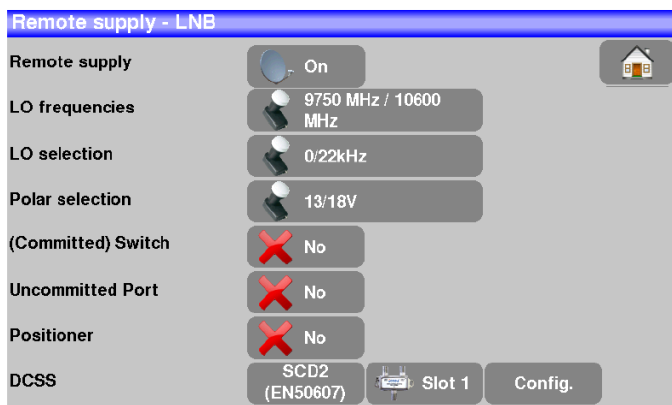 Remote supply - LNB
Remote supply On
LO frequencies 9750 MHz / 10600
MHz
LO selection 0/22kHz
Polar selection 13/18V
(Committed) Switch No
Uncommitted Port No
Positioner No
DCSS SCD2
(EN50607) Slot 1 Config.